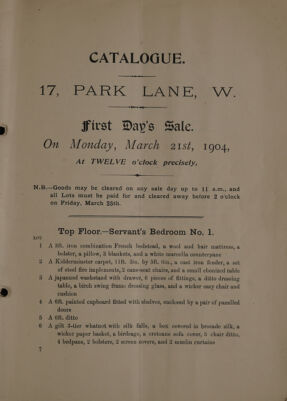 CATALOGUE.
17, PARK LANE, W.
First Day's Sale.
On Monday, March 21st, 1904,
At TWELVE o'clock precisely.
N.B.—Goods may be cleared on any sale day up to 11 a.m., and
all Lots must be paid for and cleared away before 2 o'clock
on Friday, March 25th.
Top Floor.—Servant's Bedroom No. 1.
LOT
1 A 3ft. iron combination French bedstead, a wool and hair mattress, a
bolster, a pillow, 3 blankets, and a white marcella counterpane
2 A Kidderminster carpet, 11ft. 3in. by 8ft. 6in., a cast iron fender, a set
of steel fire implements, 2 cane-seat chairs, and a small ebonized table
3 A japanned washstand with drawer, 6 pieces of fittings, a ditto dressing
table, a birch swing frame dressing glass, and a wicker easy chair and
cushion
4 A 6ft. painted cupboard fitted with shelves, enclosed by a pair of panelled
doors
5 A 6ft. ditto
6 A gilt 3-tier whatnot with silk falls, a box covered in brocade silk, a
wicker paper basket, a birdcage, a cretonne sofa cover, 5 chair ditto,
4 bedpans, 2 bolsters, 2 screen covers, and 3 muslin curtains
7